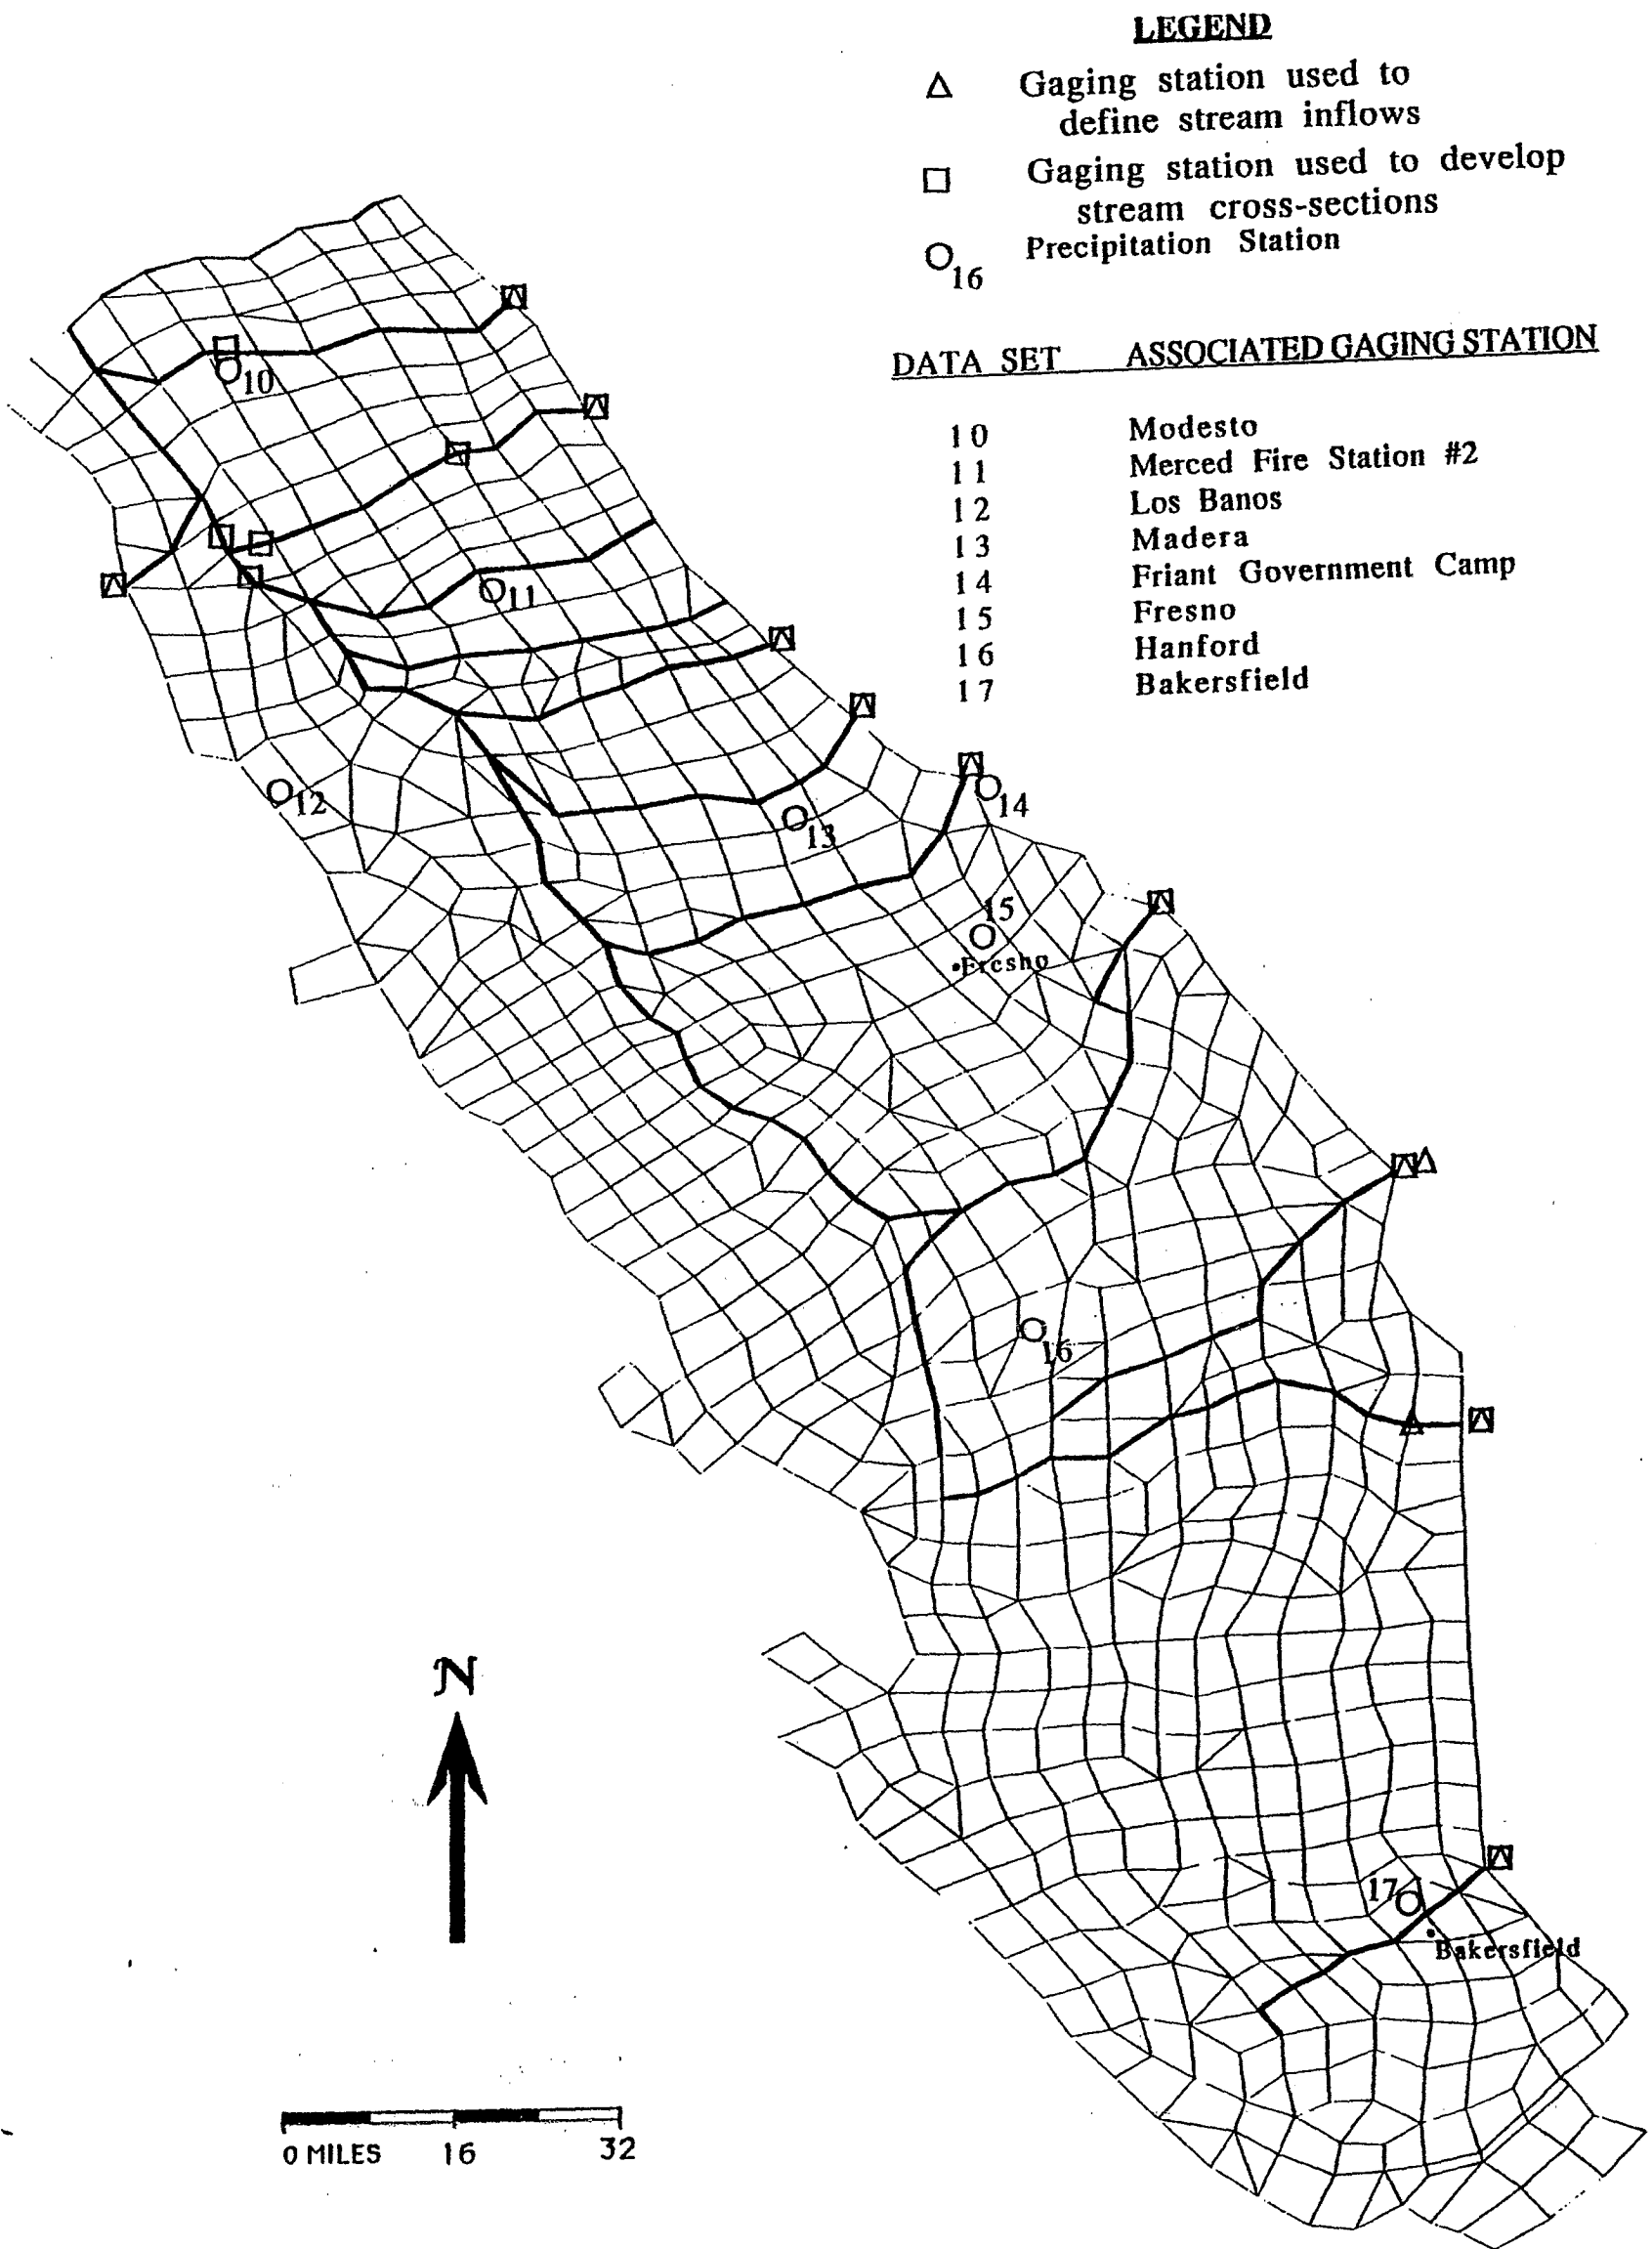 LEGEND
Gaging station used to
define stream inflows
Gaging station used to develop
stream cross-sections
Precipitation Station
16
DATA SET ASSOCIATED GAGING STATION
10 Modesto
11 Merced Fire Station #2
12 Los Banos
13 Madera
14 Friant Government Camp
15 Fresno
16 Hanford
17 Bakersfield
10
11
12
13
14
15
Fresno
16
17
Bakersfield
N
0 MILES 16 32